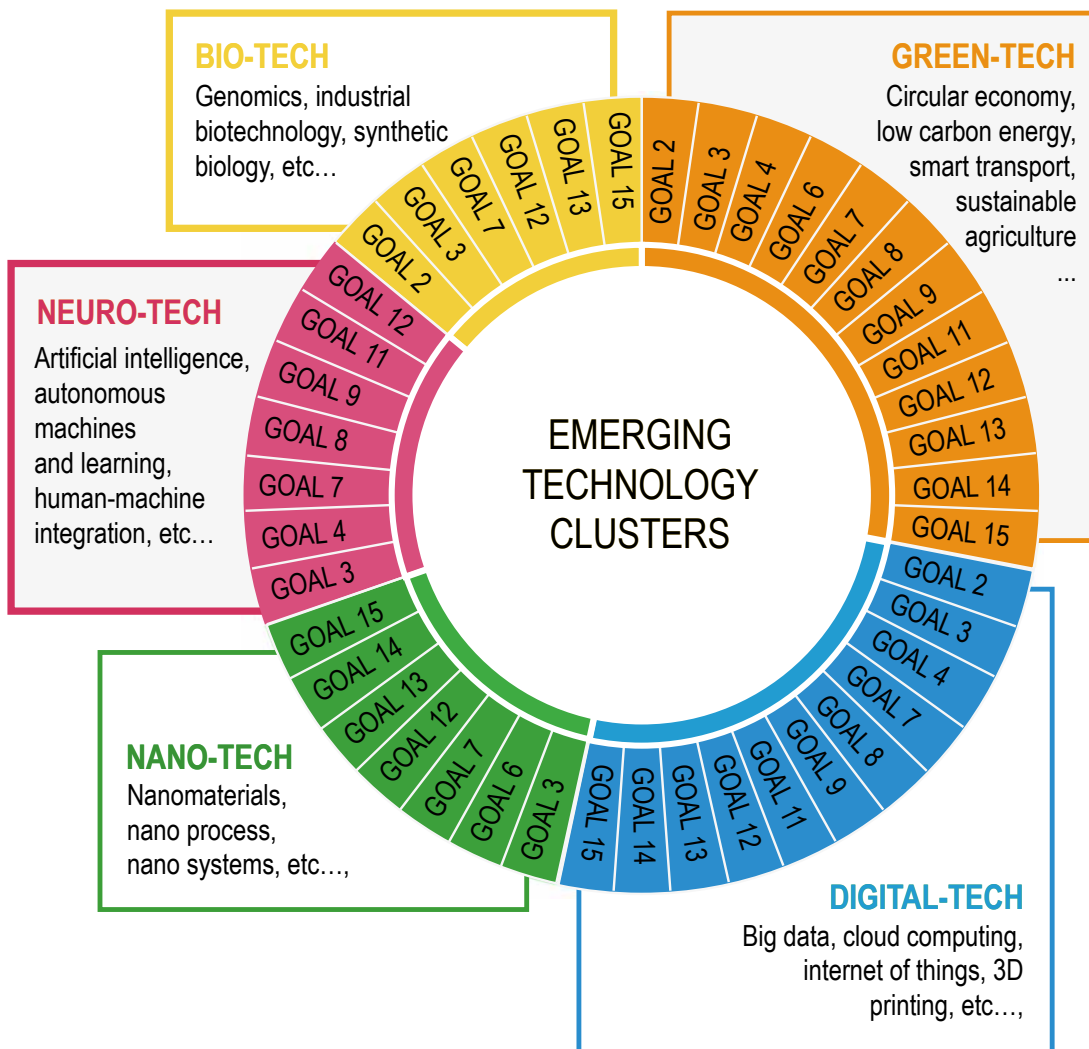 BIO-TECH
Genomics, industrial
biotechnology, synthetic
biology, etc…
GREEN-TECH
Circular economy,
low carbon energy,
smart transport,
sustainable
agriculture
...
NEURO-TECH
Artificial intelligence,
autonomous
machines
and learning,
human-machine
integration, etc…
NANO-TECH
Nanomaterials,
nano process,
nano systems, etc…,
DIGITAL-TECH
Big data, cloud computing,
internet of things, 3D
printing, etc…,
EMERGING
TECHNOLOGY
CLUSTERS
GOAL 2
GOAL 3
GOAL 4
GOAL 6
GOAL 7
GOAL 8
GOAL 9
GOAL 11
GOAL 12
GOAL 13
GOAL 14
GOAL 15
GOAL 2
GOAL 3
GOAL 4
GOAL 7
GOAL 8
GOAL 9
GOAL 11
GOAL 12
GOAL 13
GOAL 14
GOAL 15
GOAL 3
GOAL 6
GOAL 7
GOAL 12
GOAL 13
GOAL 14
GOAL 15
GOAL 3
GOAL 4
GOAL 7
GOAL 8
GOAL 9
GOAL 11
GOAL 12
GOAL 2
GOAL 3
GOAL 7
GOAL 12
GOAL 13
GOAL 15